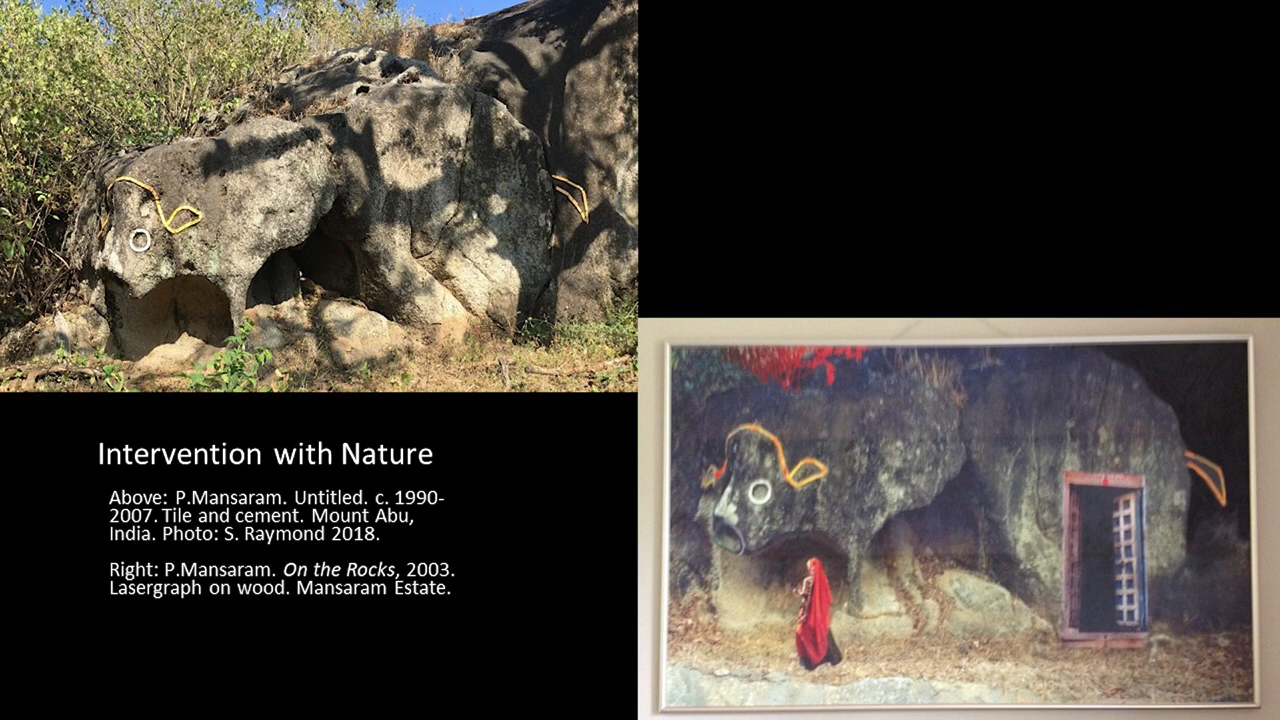 Intervention with Nature
Above: P.Mansaram. Untitled. c. 1990-
2007. Tile and cement. Mount Abu,
India. Photo: S. Raymond 2018.
Right: P.Mansaram. On the Rocks, 2003.
Lasergraph on wood. Mansaram Estate.